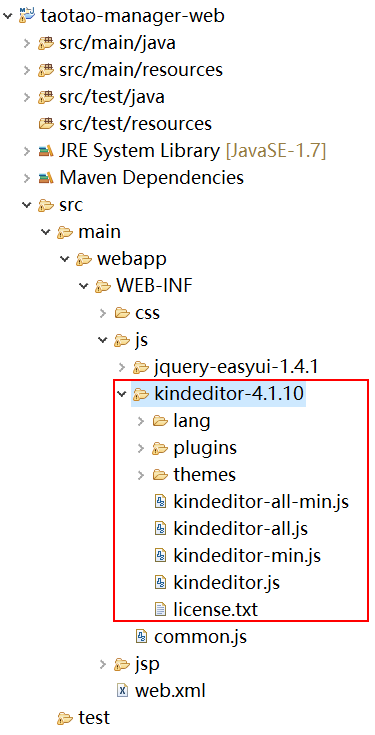 taotao-manager-web
src/main/java
src/main/resources
src/test/java
src/test/resources
JRE System Library [JavaSE-1.7]
Maven Dependencies
src
main
webapp
WEB-INF
css
js
jquery-easyui-1.4.1
kindeditor-4.1.10
lang
plugins
themes
kindeditor-all-min.js
kindeditor-all.js
kindeditor-min.js
kindeditor.js
license.txt
common.js
jsp
web.xml
test